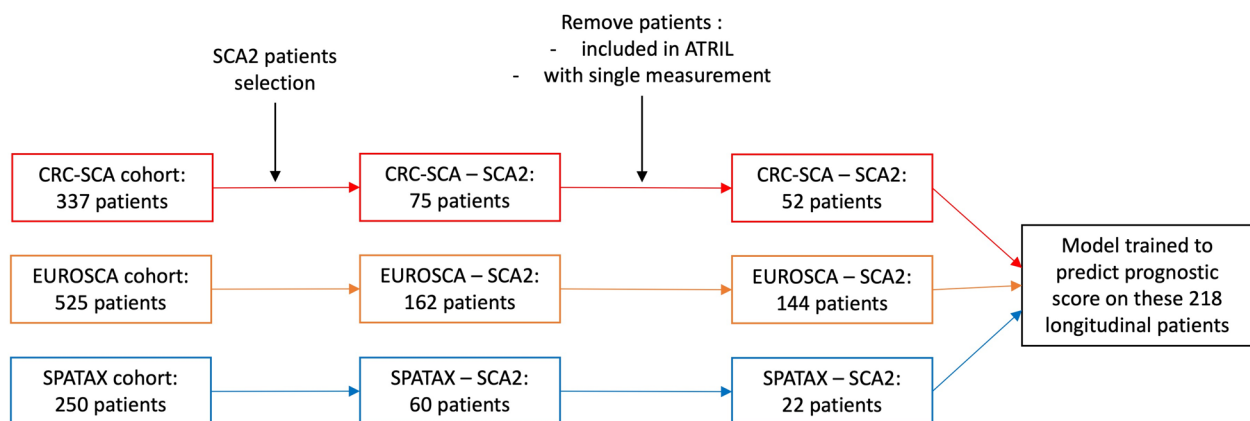 SCA2 patients
selection
Remove patients :
- included in ATRIL
- with single measurement
CRC-SCA cohort:
337 patients
CRC-SCA – SCA2:
75 patients
CRC-SCA – SCA2:
52 patients
EUROSCA cohort:
525 patients
EUROSCA – SCA2:
162 patients
EUROSCA – SCA2:
144 patients
Model trained to
predict prognostic
score on these 218
longitudinal patients
SPATAX cohort:
250 patients
SPATAX – SCA2:
60 patients
SPATAX – SCA2:
22 patients